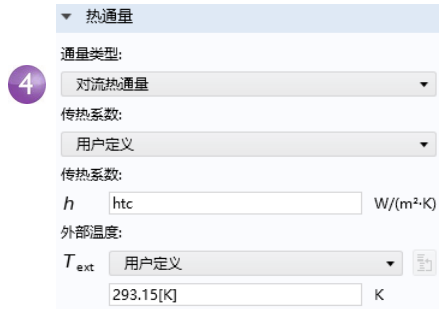 热通量
通量类型:
4 对流热通量
传热系数:
用户定义
传热系数:
h htc W/(m²·K)
外部温度:
T ext 用户定义
293.15[K] K